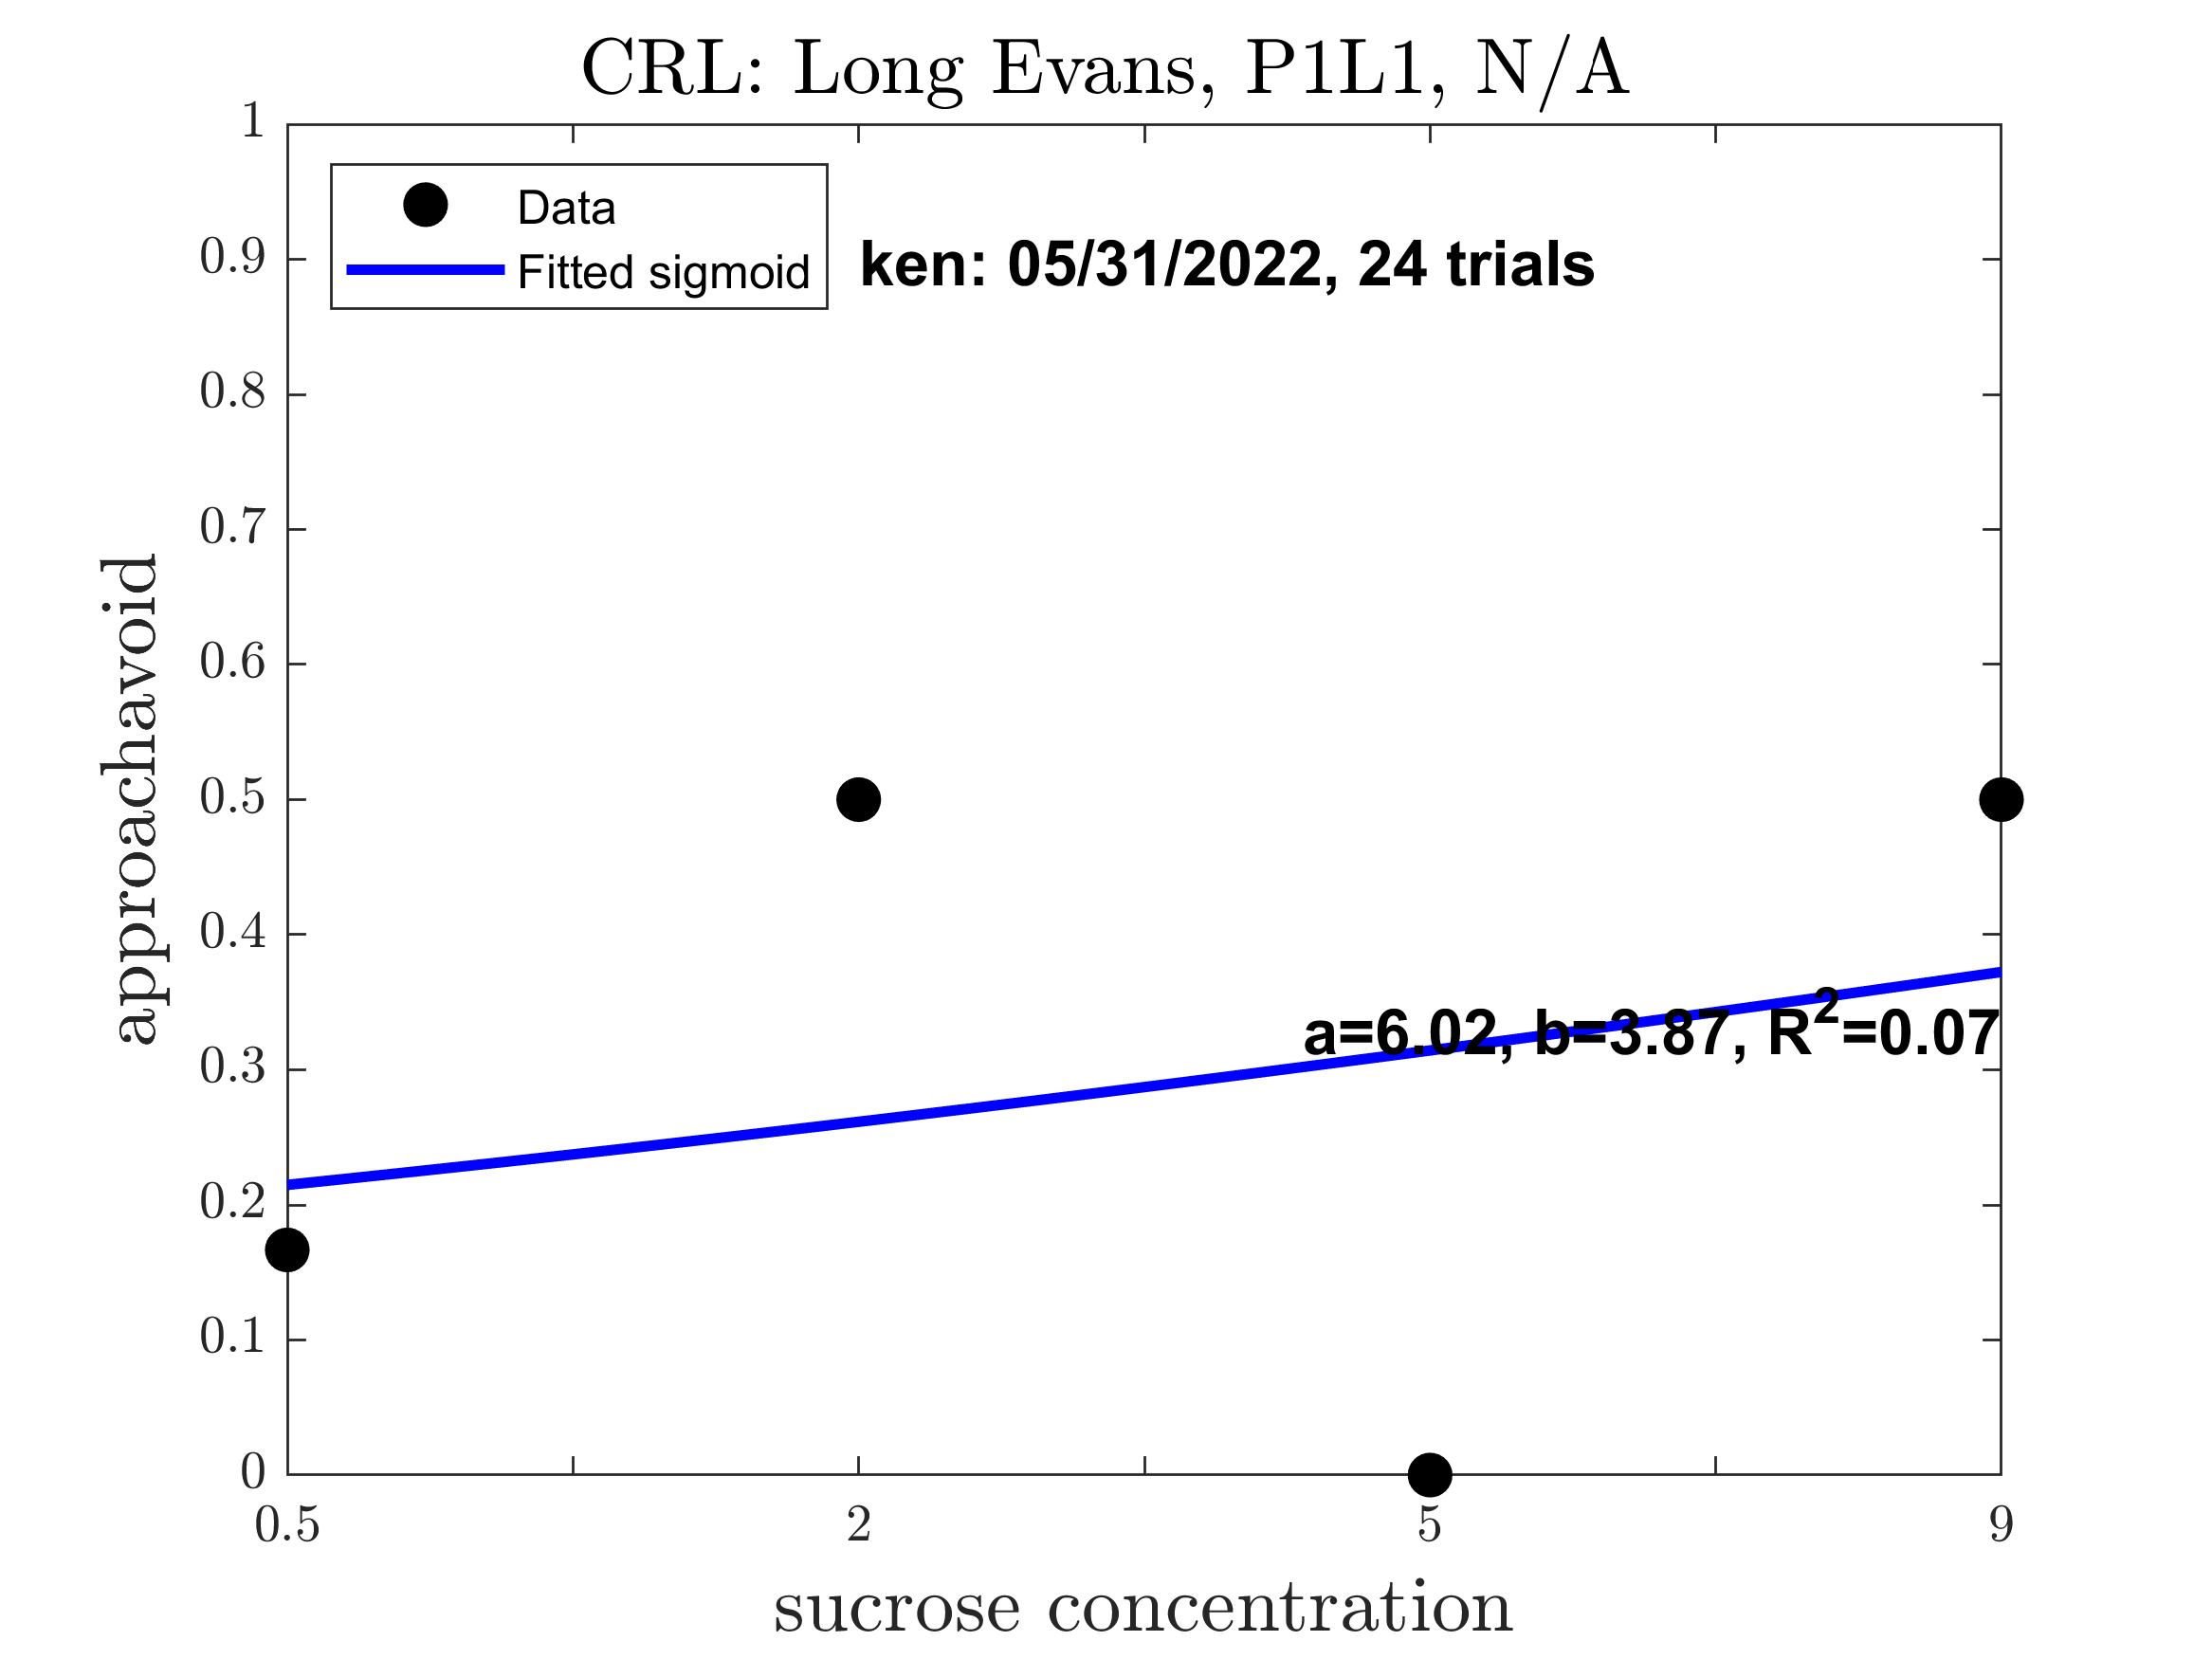 CRL: Long Evans, P1L1, N/A
1
0.9
0.8
0.7
0.6
0.5
0.4
0.3
0.2
0.1
0
approachavoid
Data
Fitted sigmoid
ken: 05/31/2022, 24 trials
a=6.02, b=3.87, R²=0.07
0.5 2 5 9
sucrose concentration